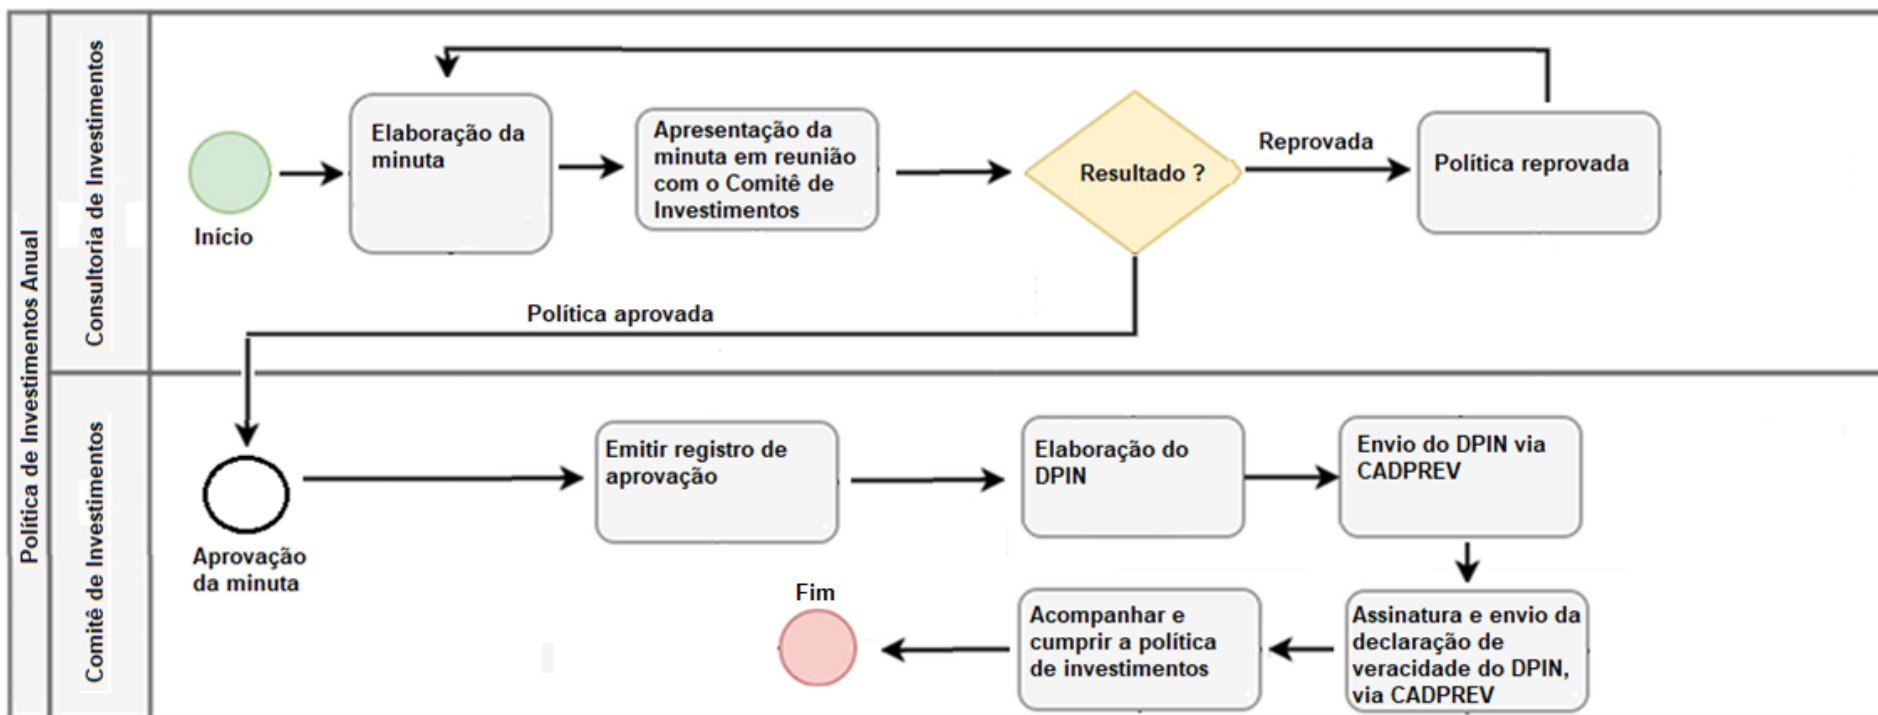 Política de Investimentos Anual
Consultoria de Investimentos
Início
Elaboração da
minuta
Apresentação da
minuta em reunião
com o Comitê de
Investimentos
Resultado ?
Reprovada
Política reprovada
Política aprovada
Comitê de Investimentos
Aprovação
da minuta
Emitir registro de
aprovação
Elaboração do
DPIN
Envio do DPIN via
CADPREV
Assinatura e envio da
declaração de
veracidade do DPIN,
via CADPREV
Acompanhar e
cumprir a política
de investimentos
Fim